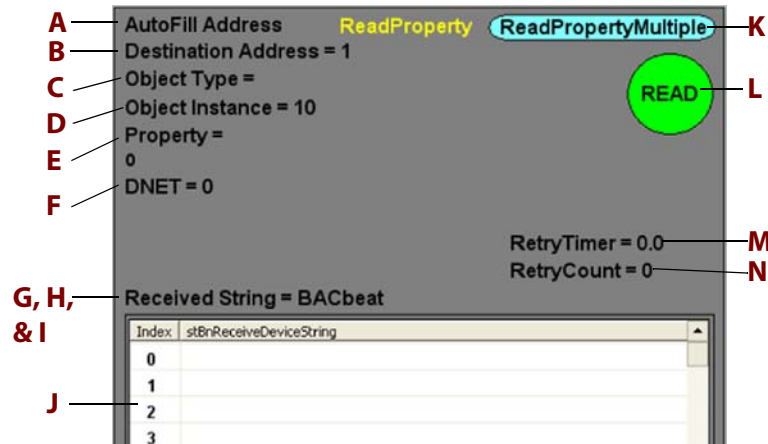 A AutoFill Address ReadProperty ReadPropertyMultiple K
B Destination Address = 1
C Object Type =
READ L
D Object Instance = 10
E Property =
0
F DNET = 0
RetryTimer = 0.0 M
RetryCount = 0 N
G, H, & I Received String = BACbeat
Index stBnReceiveDeviceString
0
1
J 2
3